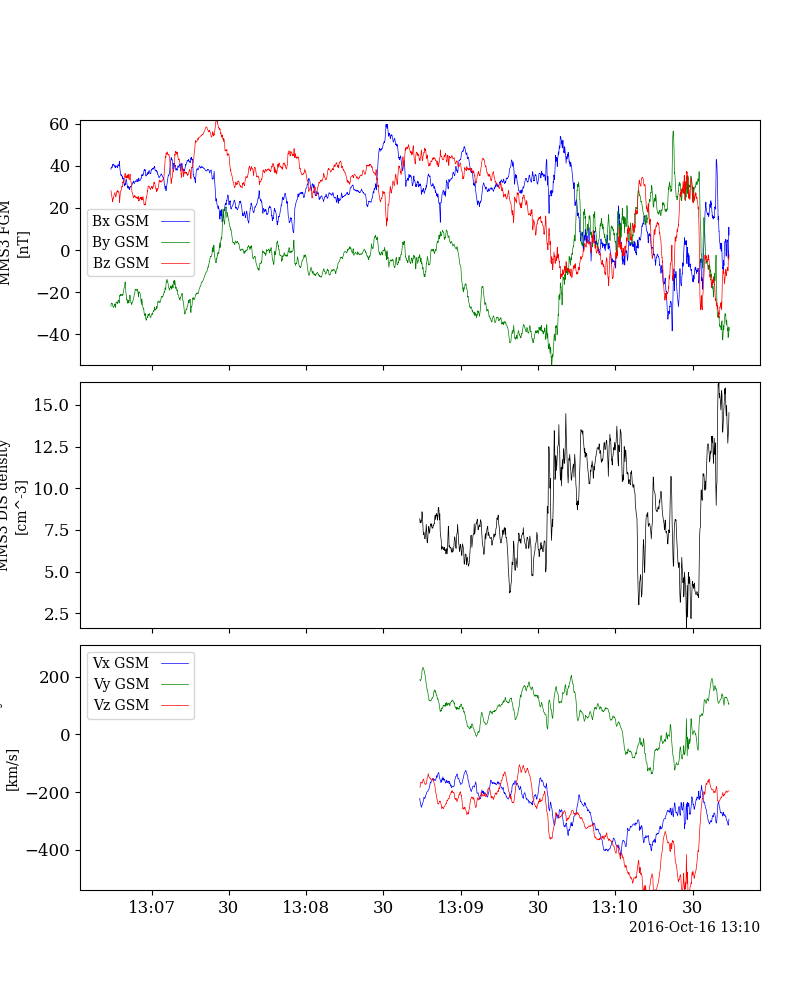 60
40
20
0
−20
−40
MMS3 FGM
[nT]
Bx GSM
By GSM
Bz GSM
15.0
12.5
10.0
7.5
5.0
2.5
MMS3 DIS density
[cm^-3]
200
0
−200
−400
[km/s]
Vx GSM
Vy GSM
Vz GSM
13:07 30 13:08 30 13:09 30 13:10 30
2016-Oct-16 13:10